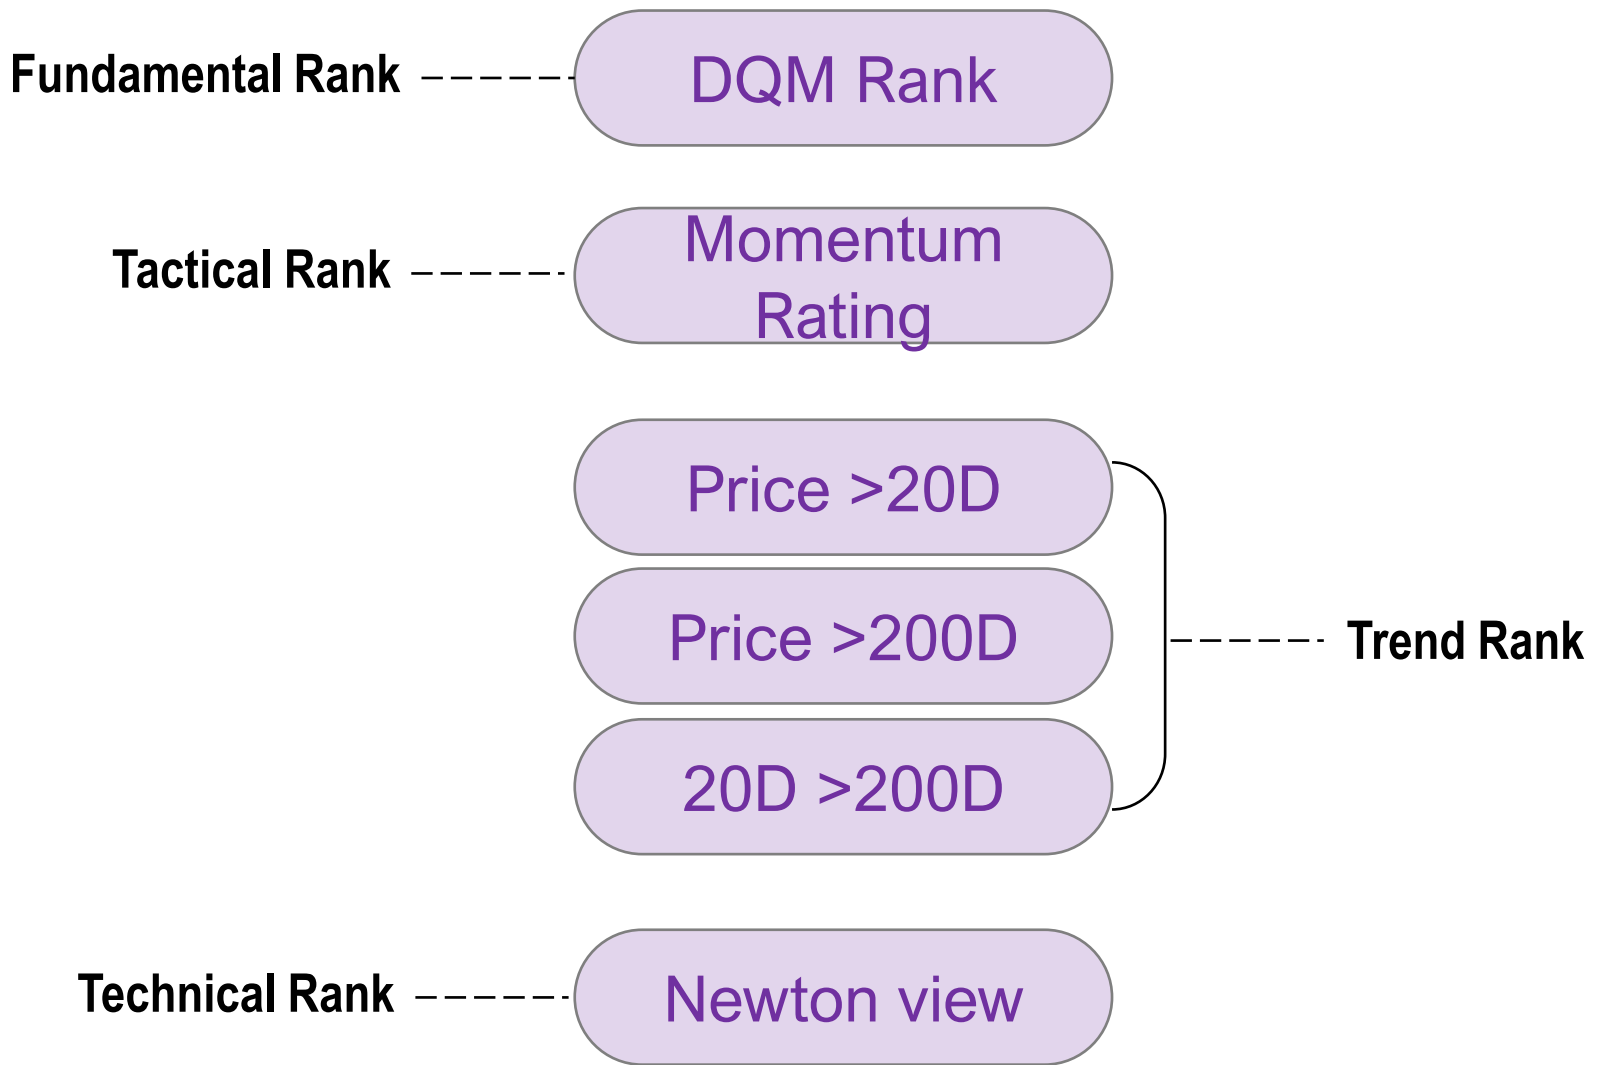 Fundamental Rank
DQM Rank
Tactical Rank
Momentum
Rating
Price >20D
Price >200D
20D >200D
Trend Rank
Technical Rank
Newton view